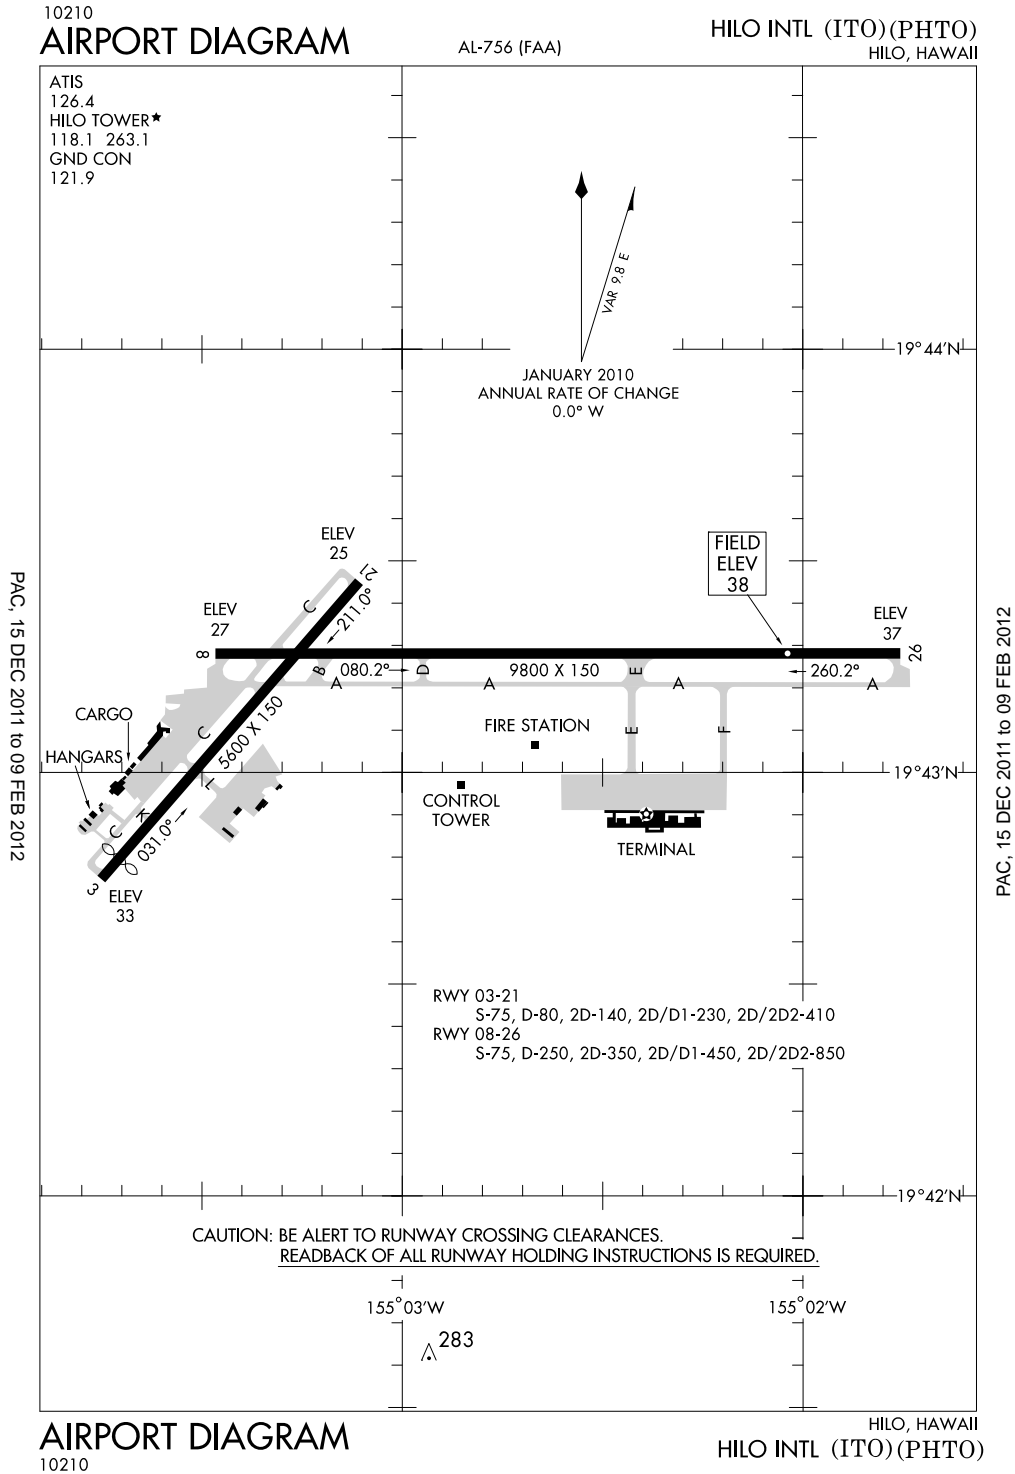 10210
AIRPORT DIAGRAM
AL-756 (FAA)
HILO INTL (ITO)(PHTO)
HILO, HAWAII
ATIS
126.4
HILO TOWER★
118.1 263.1
GND CON
121.9
VAR 9.8 E
19°44'N
JANUARY 2010
ANNUAL RATE OF CHANGE
0.0° W
ELEV
25
21
FIELD
ELEV
38
ELEV
27
ELEV
37
C
211.0°
8
26
B
080.2°
D
9800 X 150
E
260.2°
A
A
A
A
CARGO
C
5600 X 150
FIRE STATION
E
F
HANGARS
L
19°43'N
CONTROL
TOWER
K
C
031.0°
TERMINAL
3
ELEV
33
RWY 03-21
S-75, D-80, 2D-140, 2D/D1-230, 2D/2D2-410
RWY 08-26
S-75, D-250, 2D-350, 2D/D1-450, 2D/2D2-850
19°42'N
CAUTION: BE ALERT TO RUNWAY CROSSING CLEARANCES.
READBACK OF ALL RUNWAY HOLDING INSTRUCTIONS IS REQUIRED.
155°03'W
155°02'W
283
PAC, 15 DEC 2011 to 09 FEB 2012
PAC, 15 DEC 2011 to 09 FEB 2012
AIRPORT DIAGRAM
10210
HILO, HAWAII
HILO INTL (ITO)(PHTO)